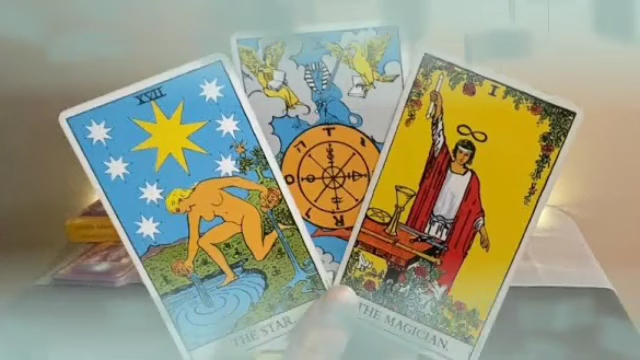 XVII
THE STAR.
T
R
I
THE MAGICIAN.